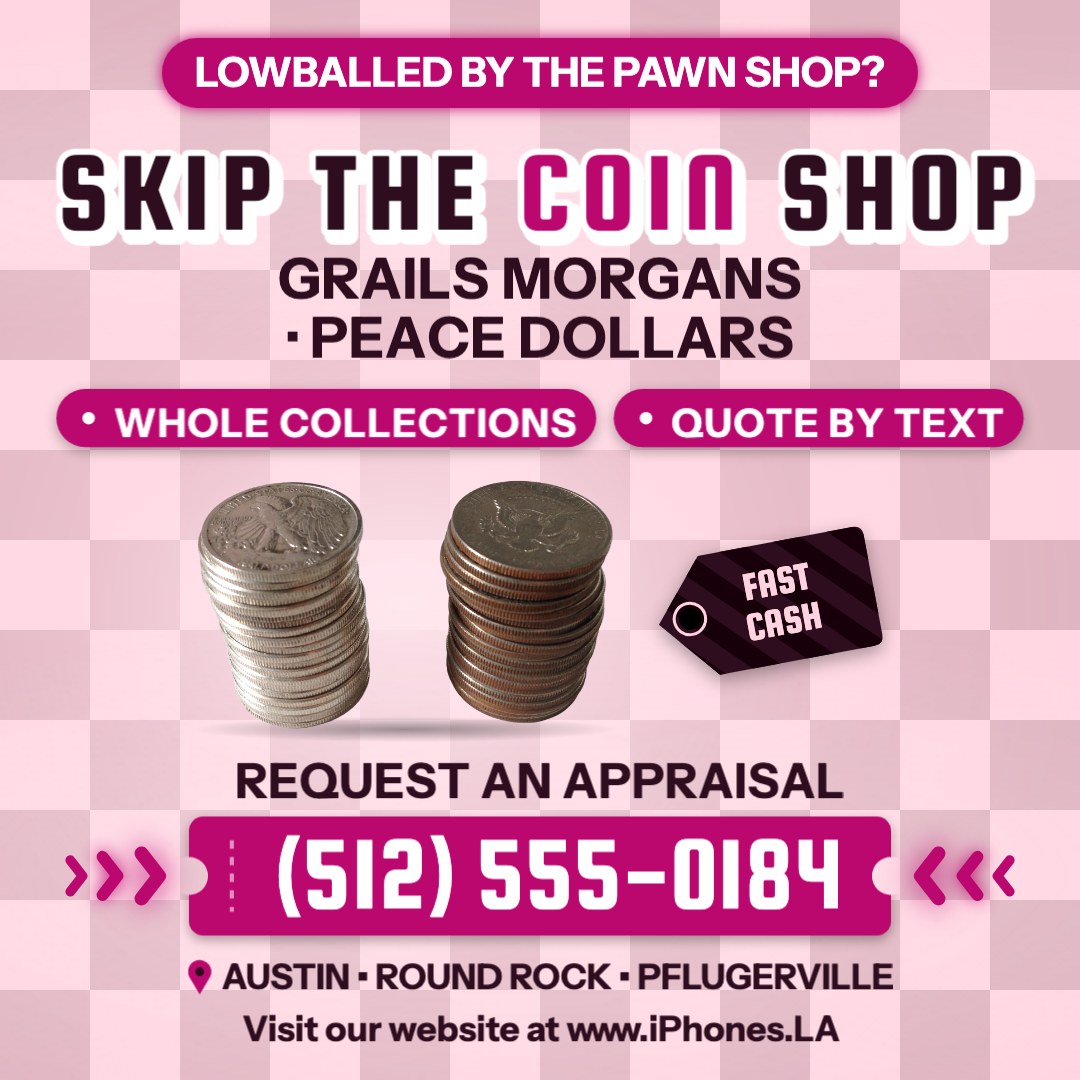 LOWBALLED BY THE PAWN SHOP?
SKIP THE COIN SHOP
GRAILS MORGANS
· PEACE DOLLARS
• WHOLE COLLECTIONS
• QUOTE BY TEXT
FAST
CASH
REQUEST AN APPRAISAL
(512) 555-0184
AUSTIN · ROUND ROCK · PFLUGERVILLE
Visit our website at www.iPhones.LA